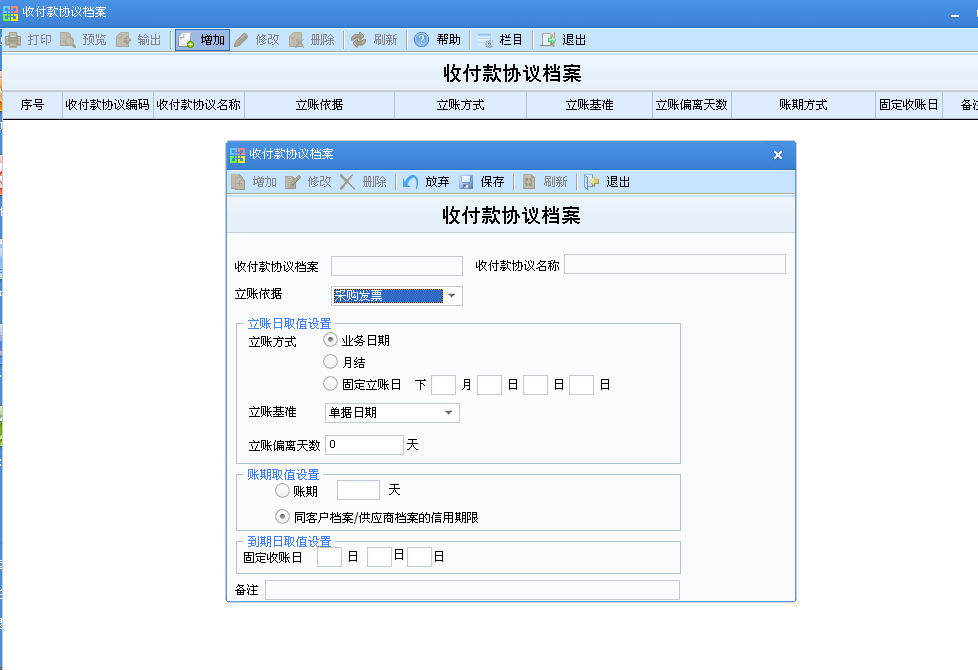 收付款协议档案
打印 预览 输出 增加 修改 删除 刷新 帮助 栏目 退出
收付款协议档案
序号 收付款协议编码 收付款协议名称 立账依据 立账方式 立账基准 立账偏离天数 账期方式 固定收账日 备
收付款协议档案
增加 修改 删除 放弃 保存 刷新 退出
收付款协议档案
收付款协议档案 收付款协议名称
立账依据 采购发票
立账日取值设置
立账方式 业务日期
月结
固定立账日 下 月 日 日 日
立账基准 单据日期
立账偏离天数 0 天
账期取值设置
账期 天
同客户档案/供应商档案的信用期限
到期日取值设置
固定收账日 日 日 日
备注